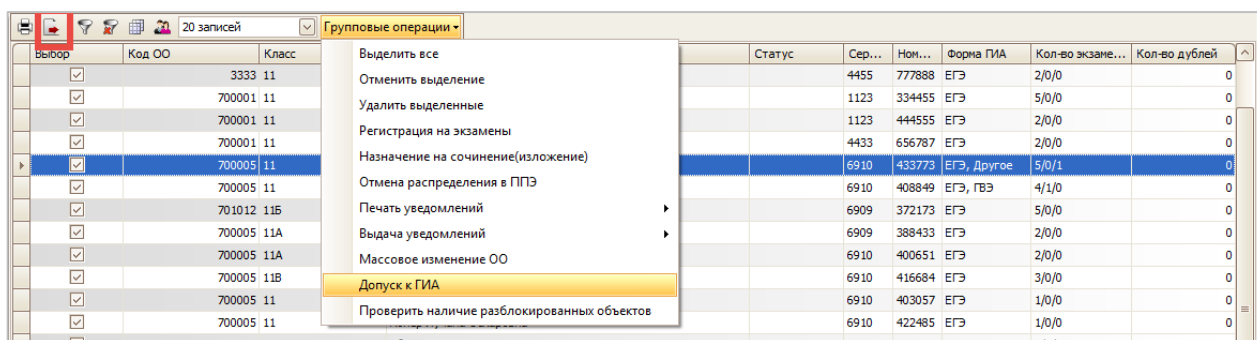 20 записей Групповые операции
Выбор Код ОО Класс Статус Сер... Ном... Форма ГИА Кол-во экзаме... Кол-во дублей
3333 11 4455 777888 ЕГЭ 2/0/0 0
700001 11 1123 334455 ЕГЭ 5/0/0 0
700001 11 1123 444555 ЕГЭ 2/0/0 0
700001 11 4433 656787 ЕГЭ 2/0/0 0
700005 11 6910 433773 ЕГЭ, Другое 5/0/1 0
700005 11 6910 408849 ЕГЭ, ГВЭ 4/1/0 0
701012 11Б 6909 372173 ЕГЭ 5/0/0 0
700005 11А 6909 388433 ЕГЭ 2/0/0 0
700005 11А 6910 400651 ЕГЭ 2/0/0 0
700005 11В 6910 416684 ЕГЭ 3/0/0 0
700005 11 6910 403057 ЕГЭ 1/0/0 0
700005 11 6910 422485 ЕГЭ 1/0/0 0
Выделить все
Отменить выделение
Удалить выделенные
Регистрация на экзамены
Назначение на сочинение(изложение)
Отмена распределения в ППЭ
Печать уведомлений
Выдача уведомлений
Массовое изменение ОО
Допуск к ГИА
Проверить наличие разблокированных объектов